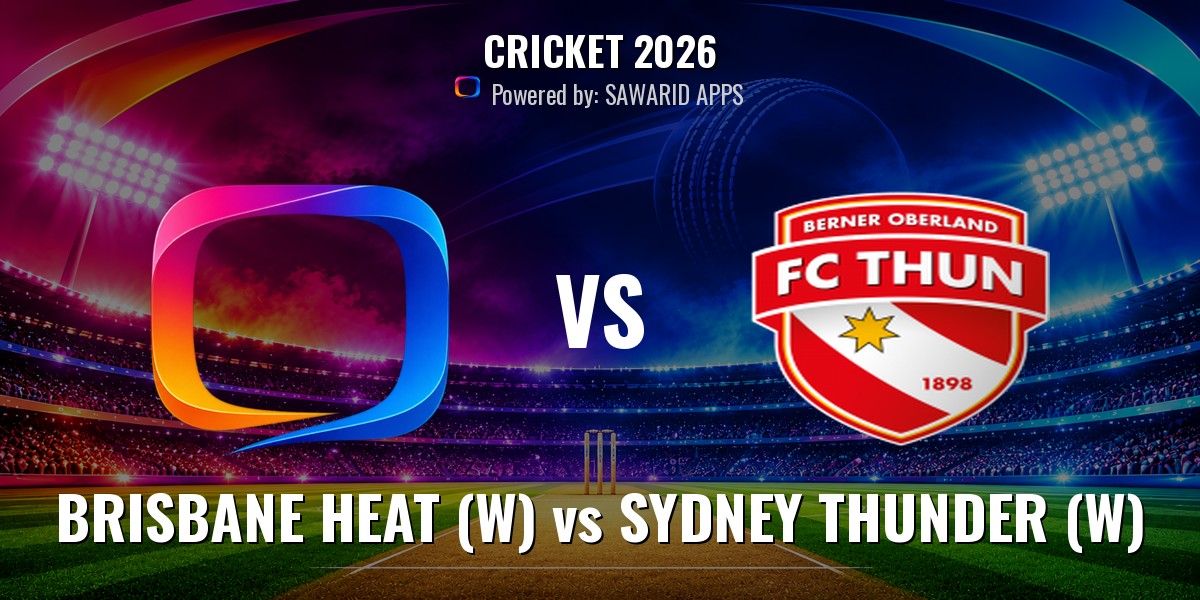 CRICKET 2026
Powered by: SAWARID APPS
VS
BERNER OBERLAND
FC THUN
1898
BRISBANE HEAT (W) vs SYDNEY THUNDER (W)